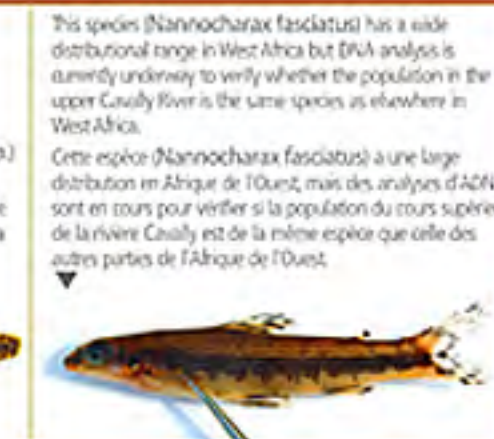 This species (Nannocharax fasciatus) has a wide
distributional range in West Africa but DNA analysis is
currently underway to verify whether the population in the
upper Cavally River is the same species as elsewhere in
West Africa.
Cette espèce (Nannocharax fasciatus) a une large
distribution en Afrique de l'Ouest, mais des analyses d'ADN
sont en cours pour vérifier si la population du cours supérieu
de la rivière Cavally est de la même espèce que celle des
autres parties de l'Afrique de l'Ouest.